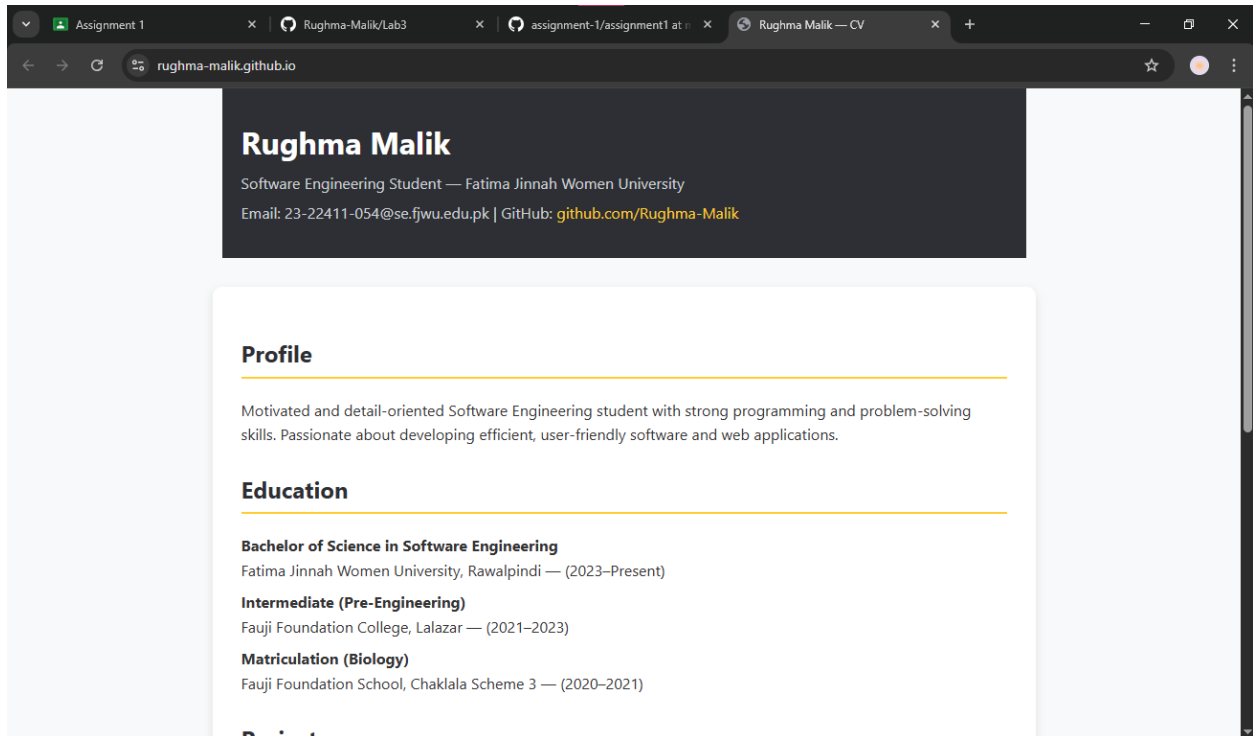 Assignment 1
Rughma-Malik/Lab3
assignment-1/assignment1 at
Rughma Malik — CV
rughma-malik.github.io
Rughma Malik
Software Engineering Student — Fatima Jinnah Women University
Email: 23-22411-054@se.fjwu.edu.pk | GitHub: github.com/Rughma-Malik
Profile
Motivated and detail-oriented Software Engineering student with strong programming and problem-solving
skills. Passionate about developing efficient, user-friendly software and web applications.
Education
Bachelor of Science in Software Engineering
Fatima Jinnah Women University, Rawalpindi — (2023–Present)
Intermediate (Pre-Engineering)
Fauji Foundation College, Lalazar — (2021–2023)
Matriculation (Biology)
Fauji Foundation School, Chaklala Scheme 3 — (2020–2021)